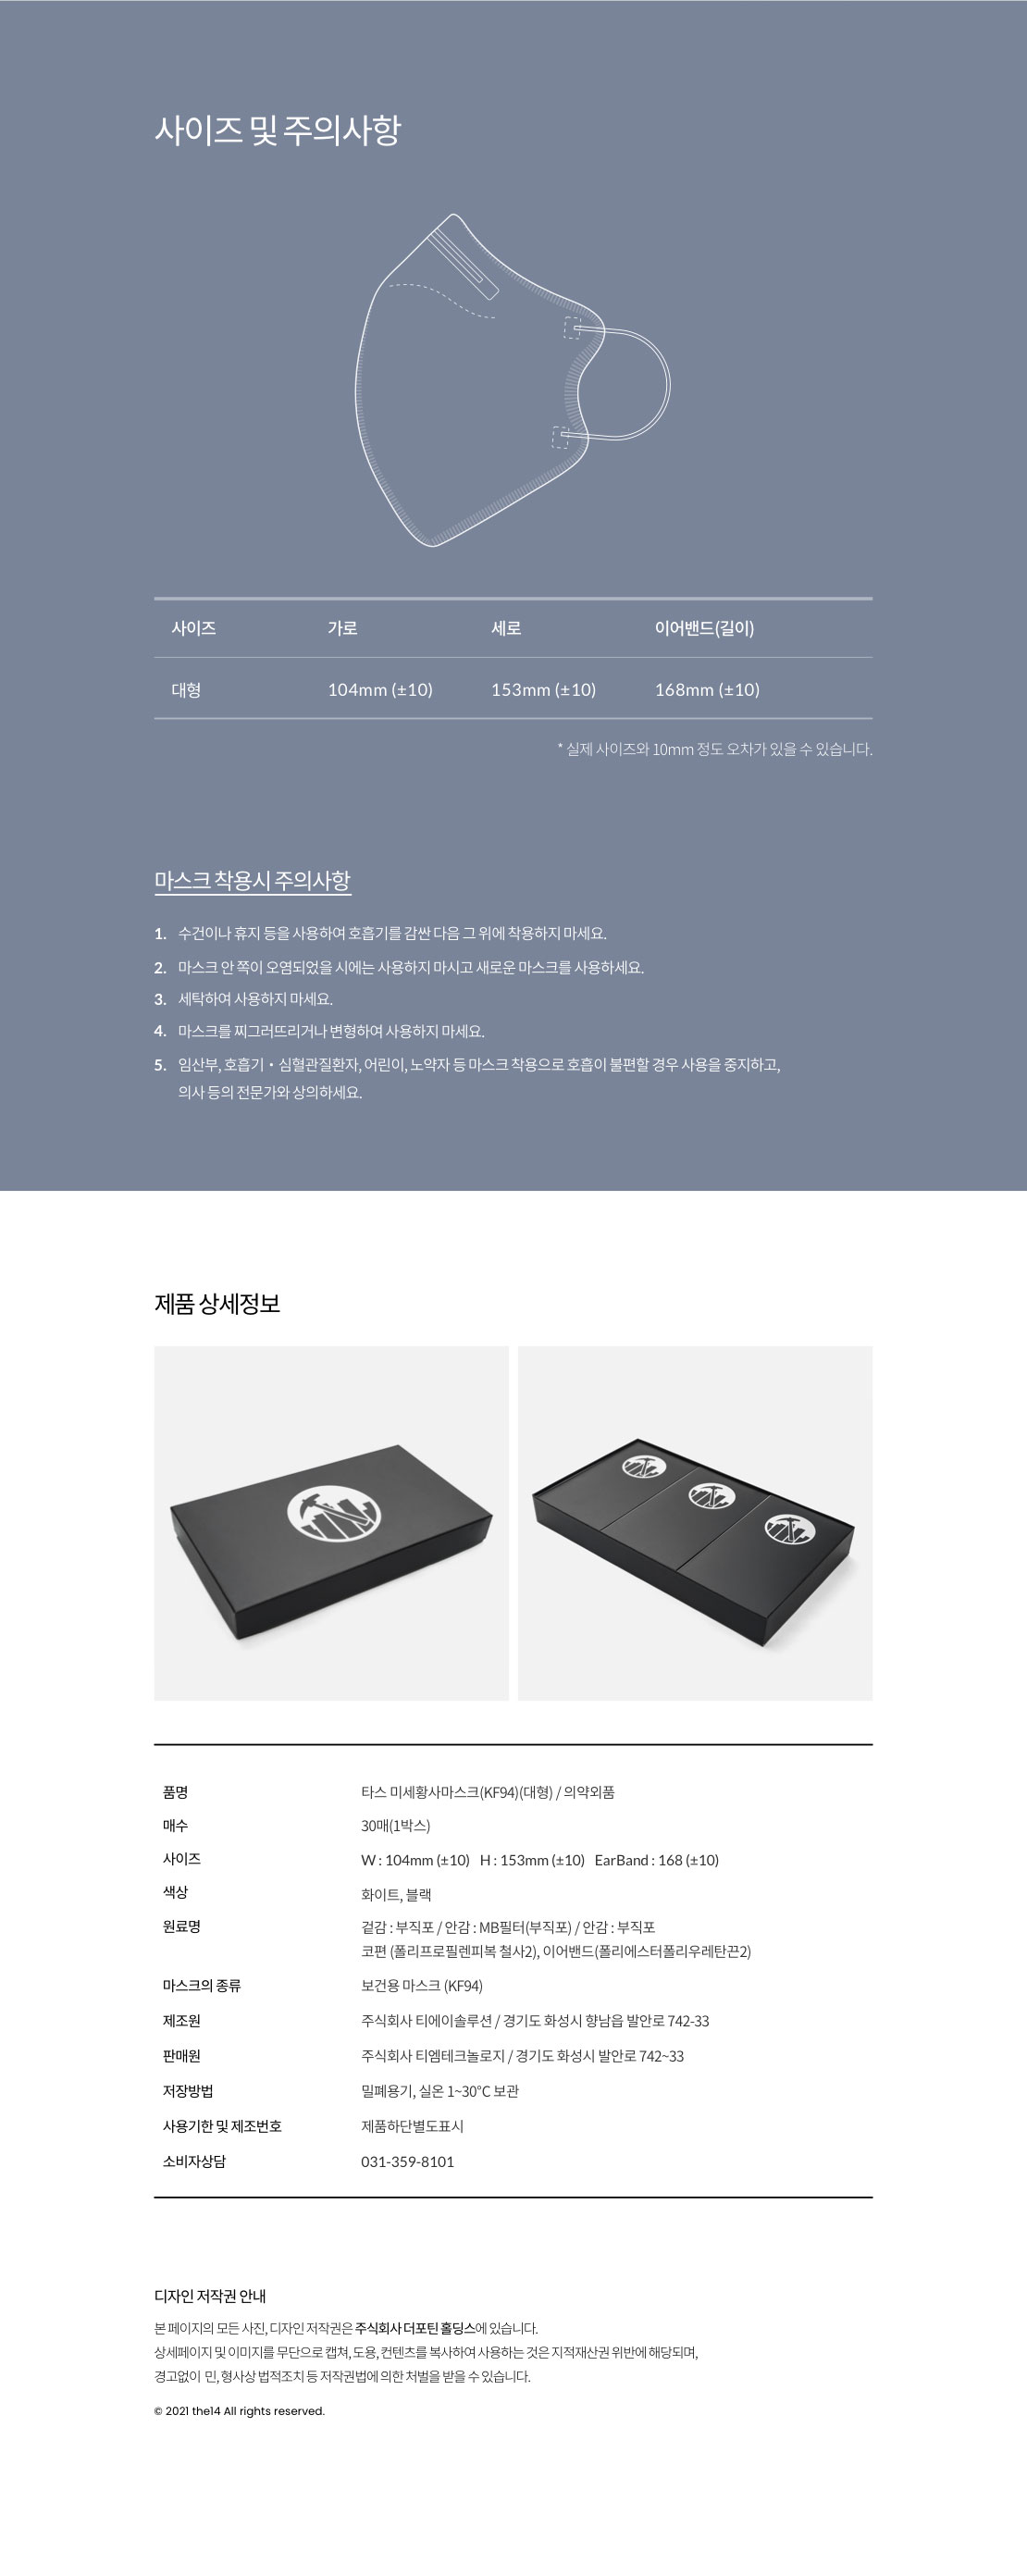 사이즈 및 주의사항
사이즈 가로 세로 이어밴드(길이)
대형 104mm (±10) 153mm (±10) 168mm (±10)
* 실제 사이즈와 10mm 정도 오차가 있을 수 있습니다.
마스크 착용시 주의사항
1. 수건이나 휴지 등을 사용하여 호흡기를 감싼 다음 그 위에 착용하지 마세요.
2. 마스크 안 쪽이 오염되었을 시에는 사용하지 마시고 새로운 마스크를 사용하세요.
3. 세탁하여 사용하지 마세요.
4. 마스크를 찌그러뜨리거나 변형하여 사용하지 마세요.
5. 임산부, 호흡기・심혈관질환자, 어린이, 노약자 등 마스크 착용으로 호흡이 불편할 경우 사용을 중지하고,
의사 등의 전문가와 상의하세요.
제품 상세정보
품명 타스 미세황사마스크(KF94)(대형) / 의약외품
매수 30매(1박스)
사이즈 W : 104mm (±10) H : 153mm (±10) EarBand : 168 (±10)
색상 화이트, 블랙
원료명 겉감 : 부직포 / 안감 : MB필터(부직포) / 안감 : 부직포
코편 (폴리프로필렌피복 철사2), 이어밴드(폴리에스터폴리우레탄끈2)
마스크의 종류 보건용 마스크 (KF94)
제조원 주식회사 티에이솔루션 / 경기도 화성시 향남읍 발안로 742-33
판매원 주식회사 티엠테크놀로지 / 경기도 화성시 발안로 742~33
저장방법 밀폐용기, 실온 1~30°C 보관
사용기한 및 제조번호 제품하단별도표시
소비자상담 031-359-8101
디자인 저작권 안내
본 페이지의 모든 사진, 디자인 저작권은 주식회사 더포틴 홀딩스에 있습니다.
상세페이지 및 이미지를 무단으로 캡쳐, 도용, 컨텐츠를 복사하여 사용하는 것은 지적재산권 위반에 해당되며,
경고없이 민, 형사상 법적조치 등 저작권법에 의한 처벌을 받을 수 있습니다.
© 2021 the14 All rights reserved.